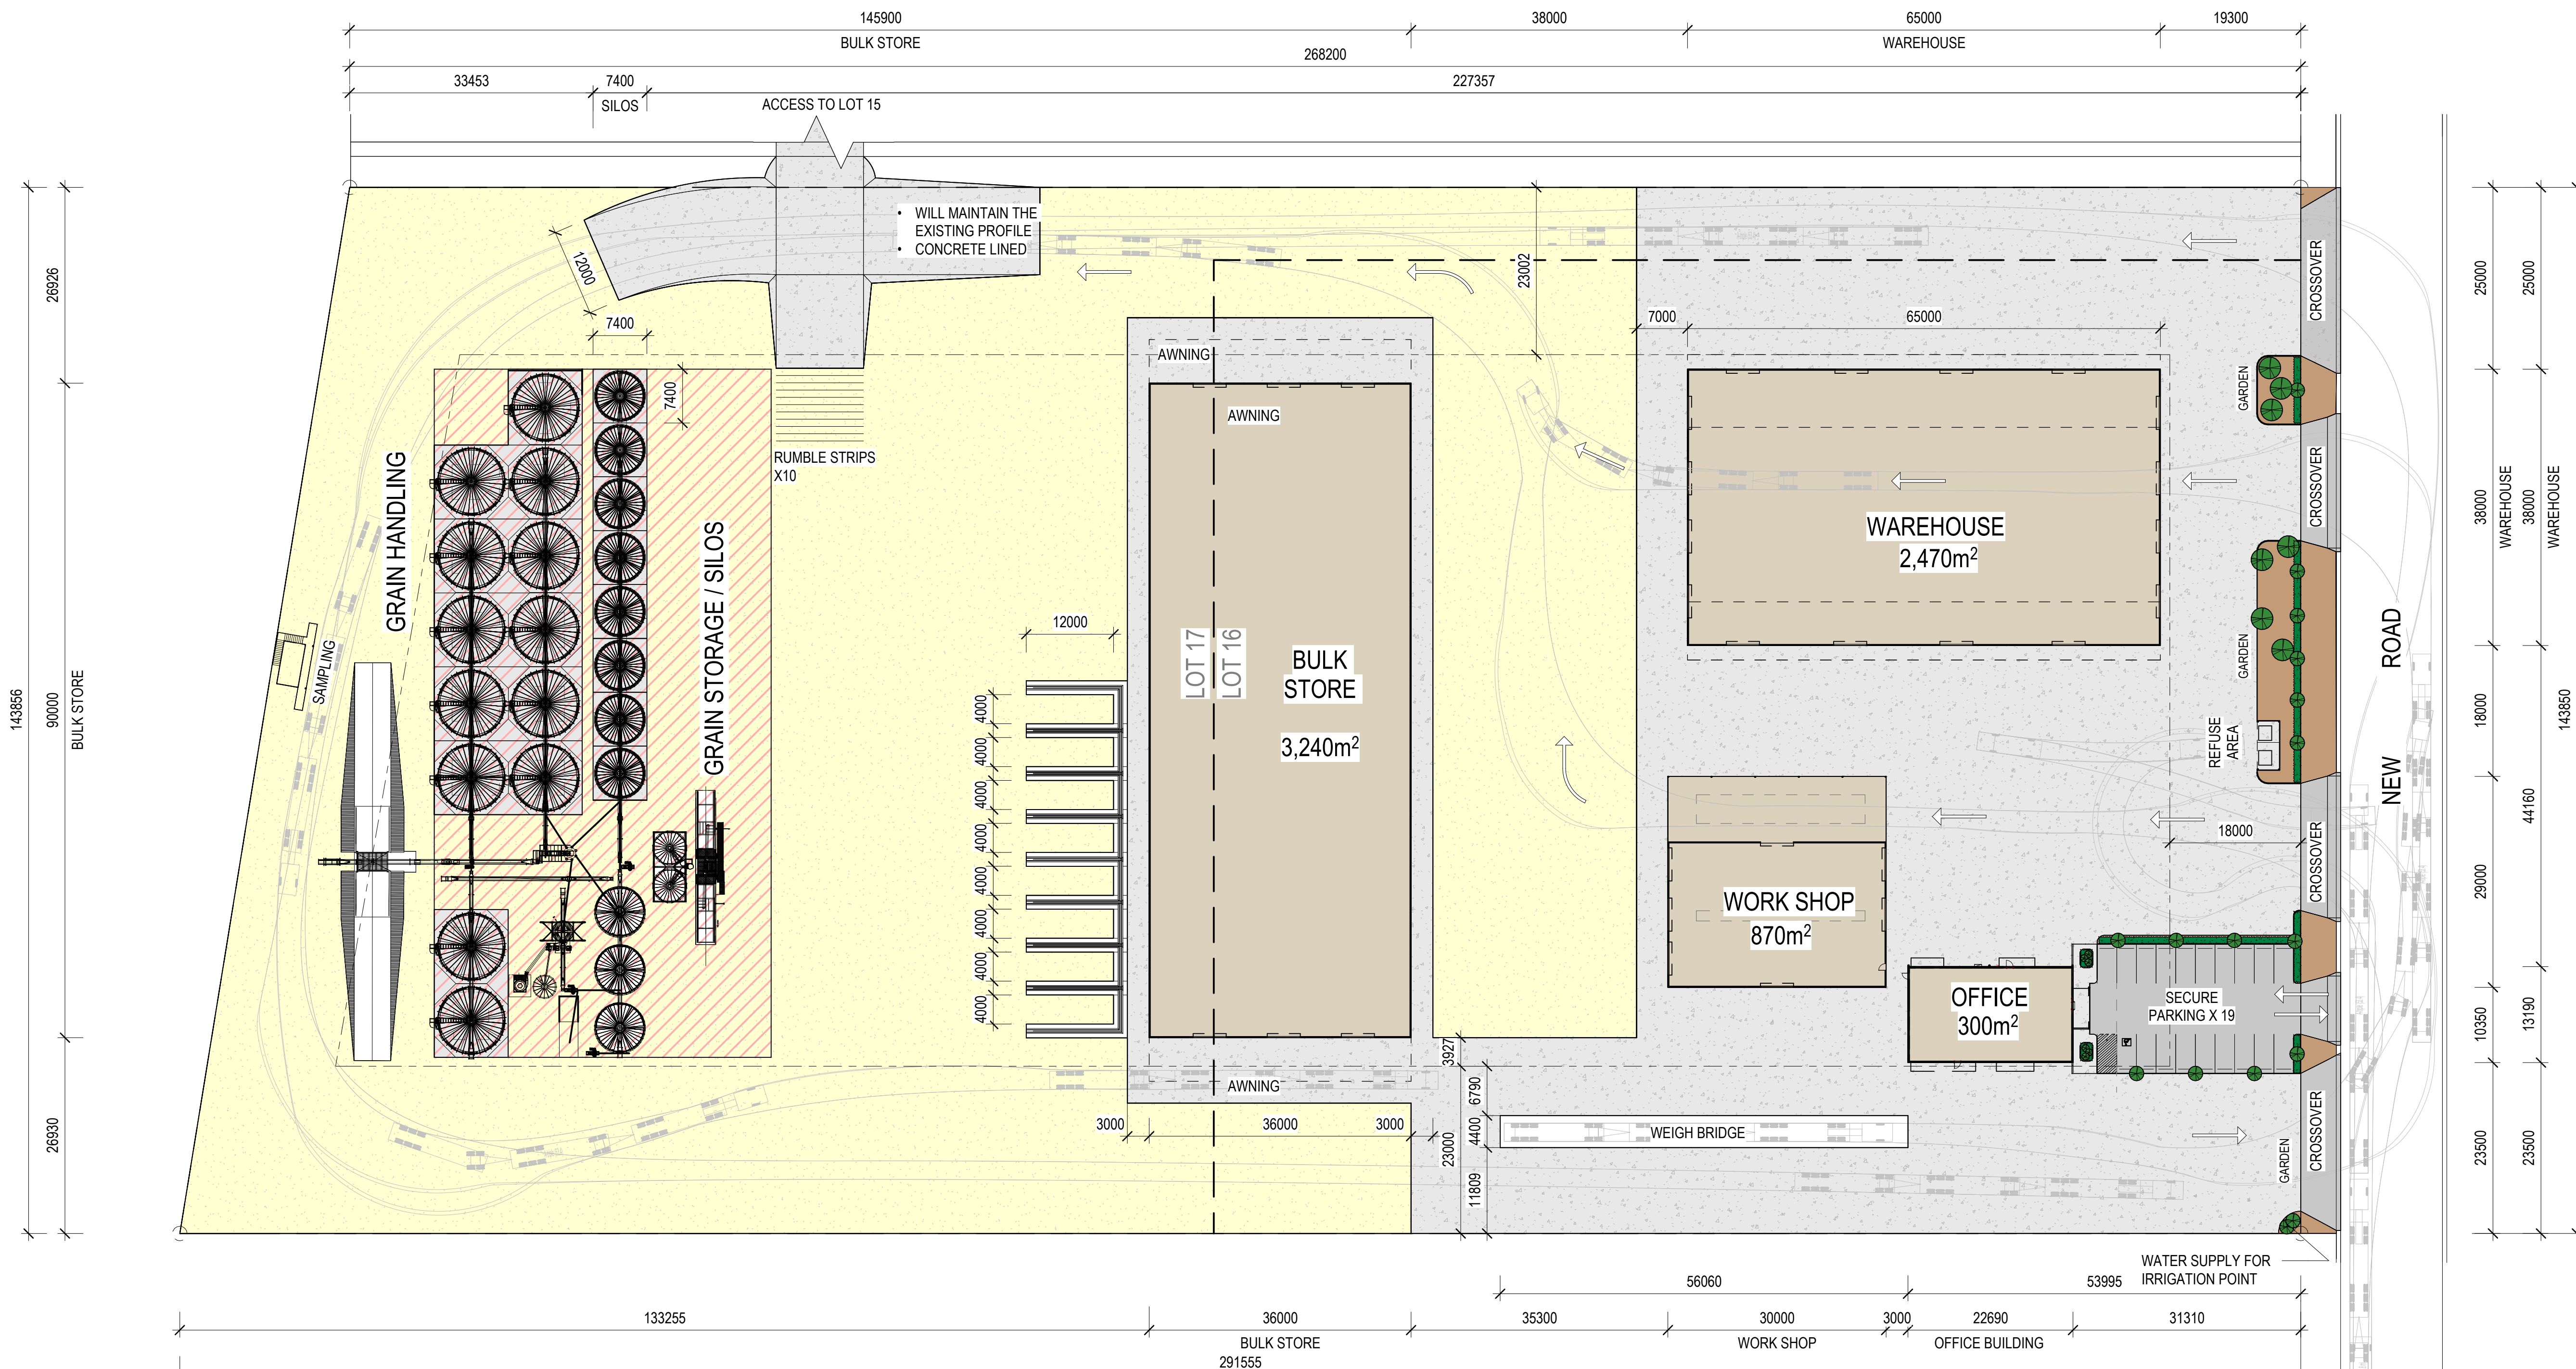 145900
38000
65000
19300
BULK STORE
WAREHOUSE
268200
33453
7400
227357
SILOS
ACCESS TO LOT 15
• WILL MAINTAIN THE
EXISTING PROFILE
• CONCRETE LINED
12000
23002
7400
7400
7000
65000
AWNING
AWNING
RUMBLE STRIPS
X10
GRAIN HANDLING
GRAIN STORAGE / SILOS
SAMPLING
12000
4000
4000
4000
4000
4000
4000
4000
4000
LOT 17
LOT 16
BULK
STORE
3,240m²
WAREHOUSE
2,470m²
WORK SHOP
870m²
OFFICE
300m²
SECURE
PARKING X 19
18000
REFUSE
AREA
GARDEN
GARDEN
GARDEN
CROSSOVER
CROSSOVER
CROSSOVER
CROSSOVER
NEW ROAD
AWNING
3000
36000
3000
3927
6790
4400
23000
11809
WEIGH BRIDGE
143856
26926
90000
BULK STORE
26930
25000
38000
WAREHOUSE
18000
29000
10350
23500
25000
38000
WAREHOUSE
44160
13190
23500
143850
WATER SUPPLY FOR
IRRIGATION POINT
56060
53995
133255
36000
35300
30000
3000
22690
31310
BULK STORE
WORK SHOP
OFFICE BUILDING
291555